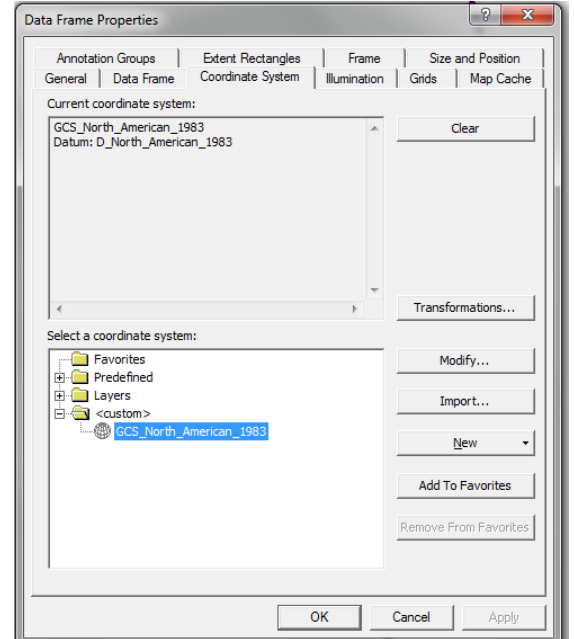 Data Frame Properties
?
X
Annotation Groups
Extent Rectangles
Frame
Size and Position
General
Data Frame
Coordinate System
Illumination
Grids
Map Cache
Current coordinate system:
GCS_North_American_1983
Datum: D_North_American_1983
Clear
Transformations...
Select a coordinate system:
Favorites
Predefined
Layers
<custom>
GCS_North_American_1983
Modify...
Import...
New
Add To Favorites
Remove From Favorites
OK
Cancel
Apply